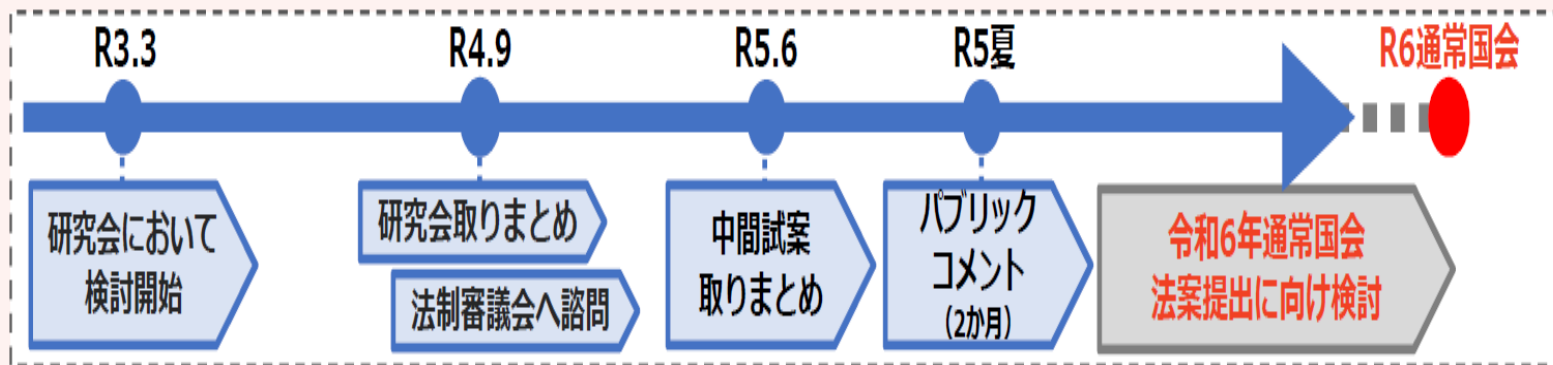 R3.3
R4.9
R5.6
R5夏
R6通常国会
研究会において
検討開始
研究会取りまとめ
法制審議会へ諮問
中間試案
取りまとめ
パブリック
コメント
(2か月)
令和6年通常国会
法案提出に向け検討